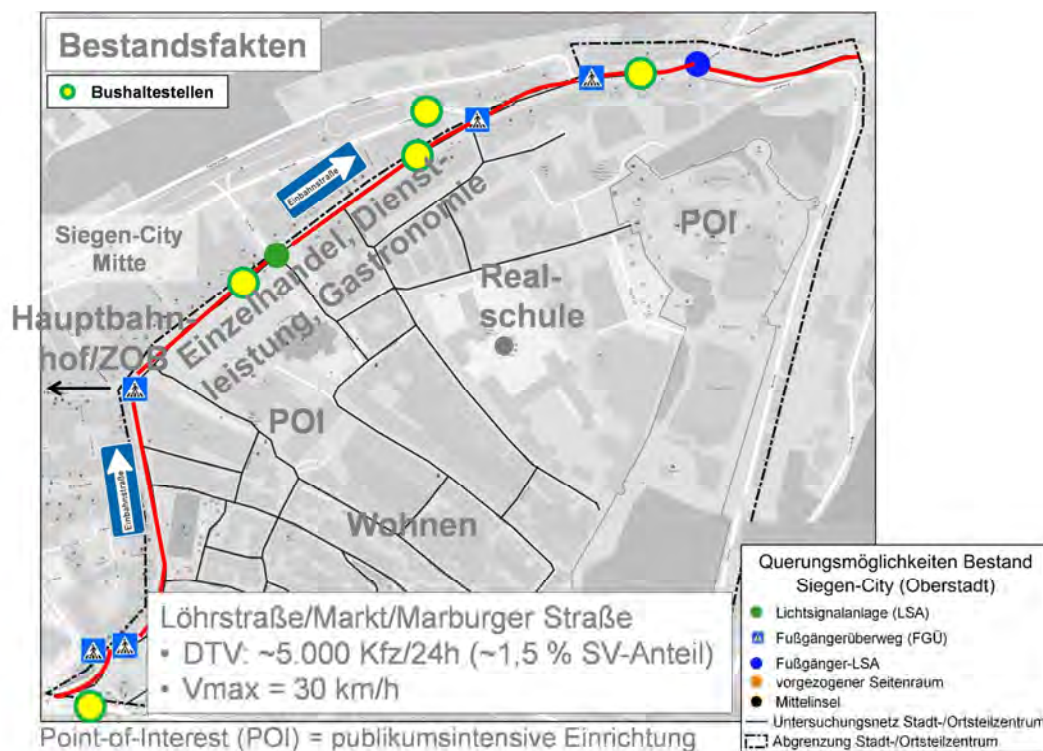 Bestandsfakten
Bushaltestellen
Einbahnstraße
Siegen-City
Mitte
Hauptbahn-
hof/ZOB
Einzelhandel, Dienst-
leistung, Gastronomie
POI
Real-
schule
POI
Einbahnstraße
Wohnen
Löhrstraße/Markt/Marburger Straße
• DTV: ~5.000 Kfz/24h (~1,5 % SV-Anteil)
• Vmax = 30 km/h
Querungsmöglichkeiten Bestand
Siegen-City (Oberstadt)
Lichtsignalanlage (LSA)
Fußgängerüberweg (FGÜ)
Fußgänger-LSA
vorgezogener Seitenraum
Mittelinsel
Untersuchungsnetz Stadt-/Ortsteilzentrum
Abgrenzung Stadt-/Ortsteilzentrum
Point-of-Interest (POI) = publikumsintensive Einrichtung